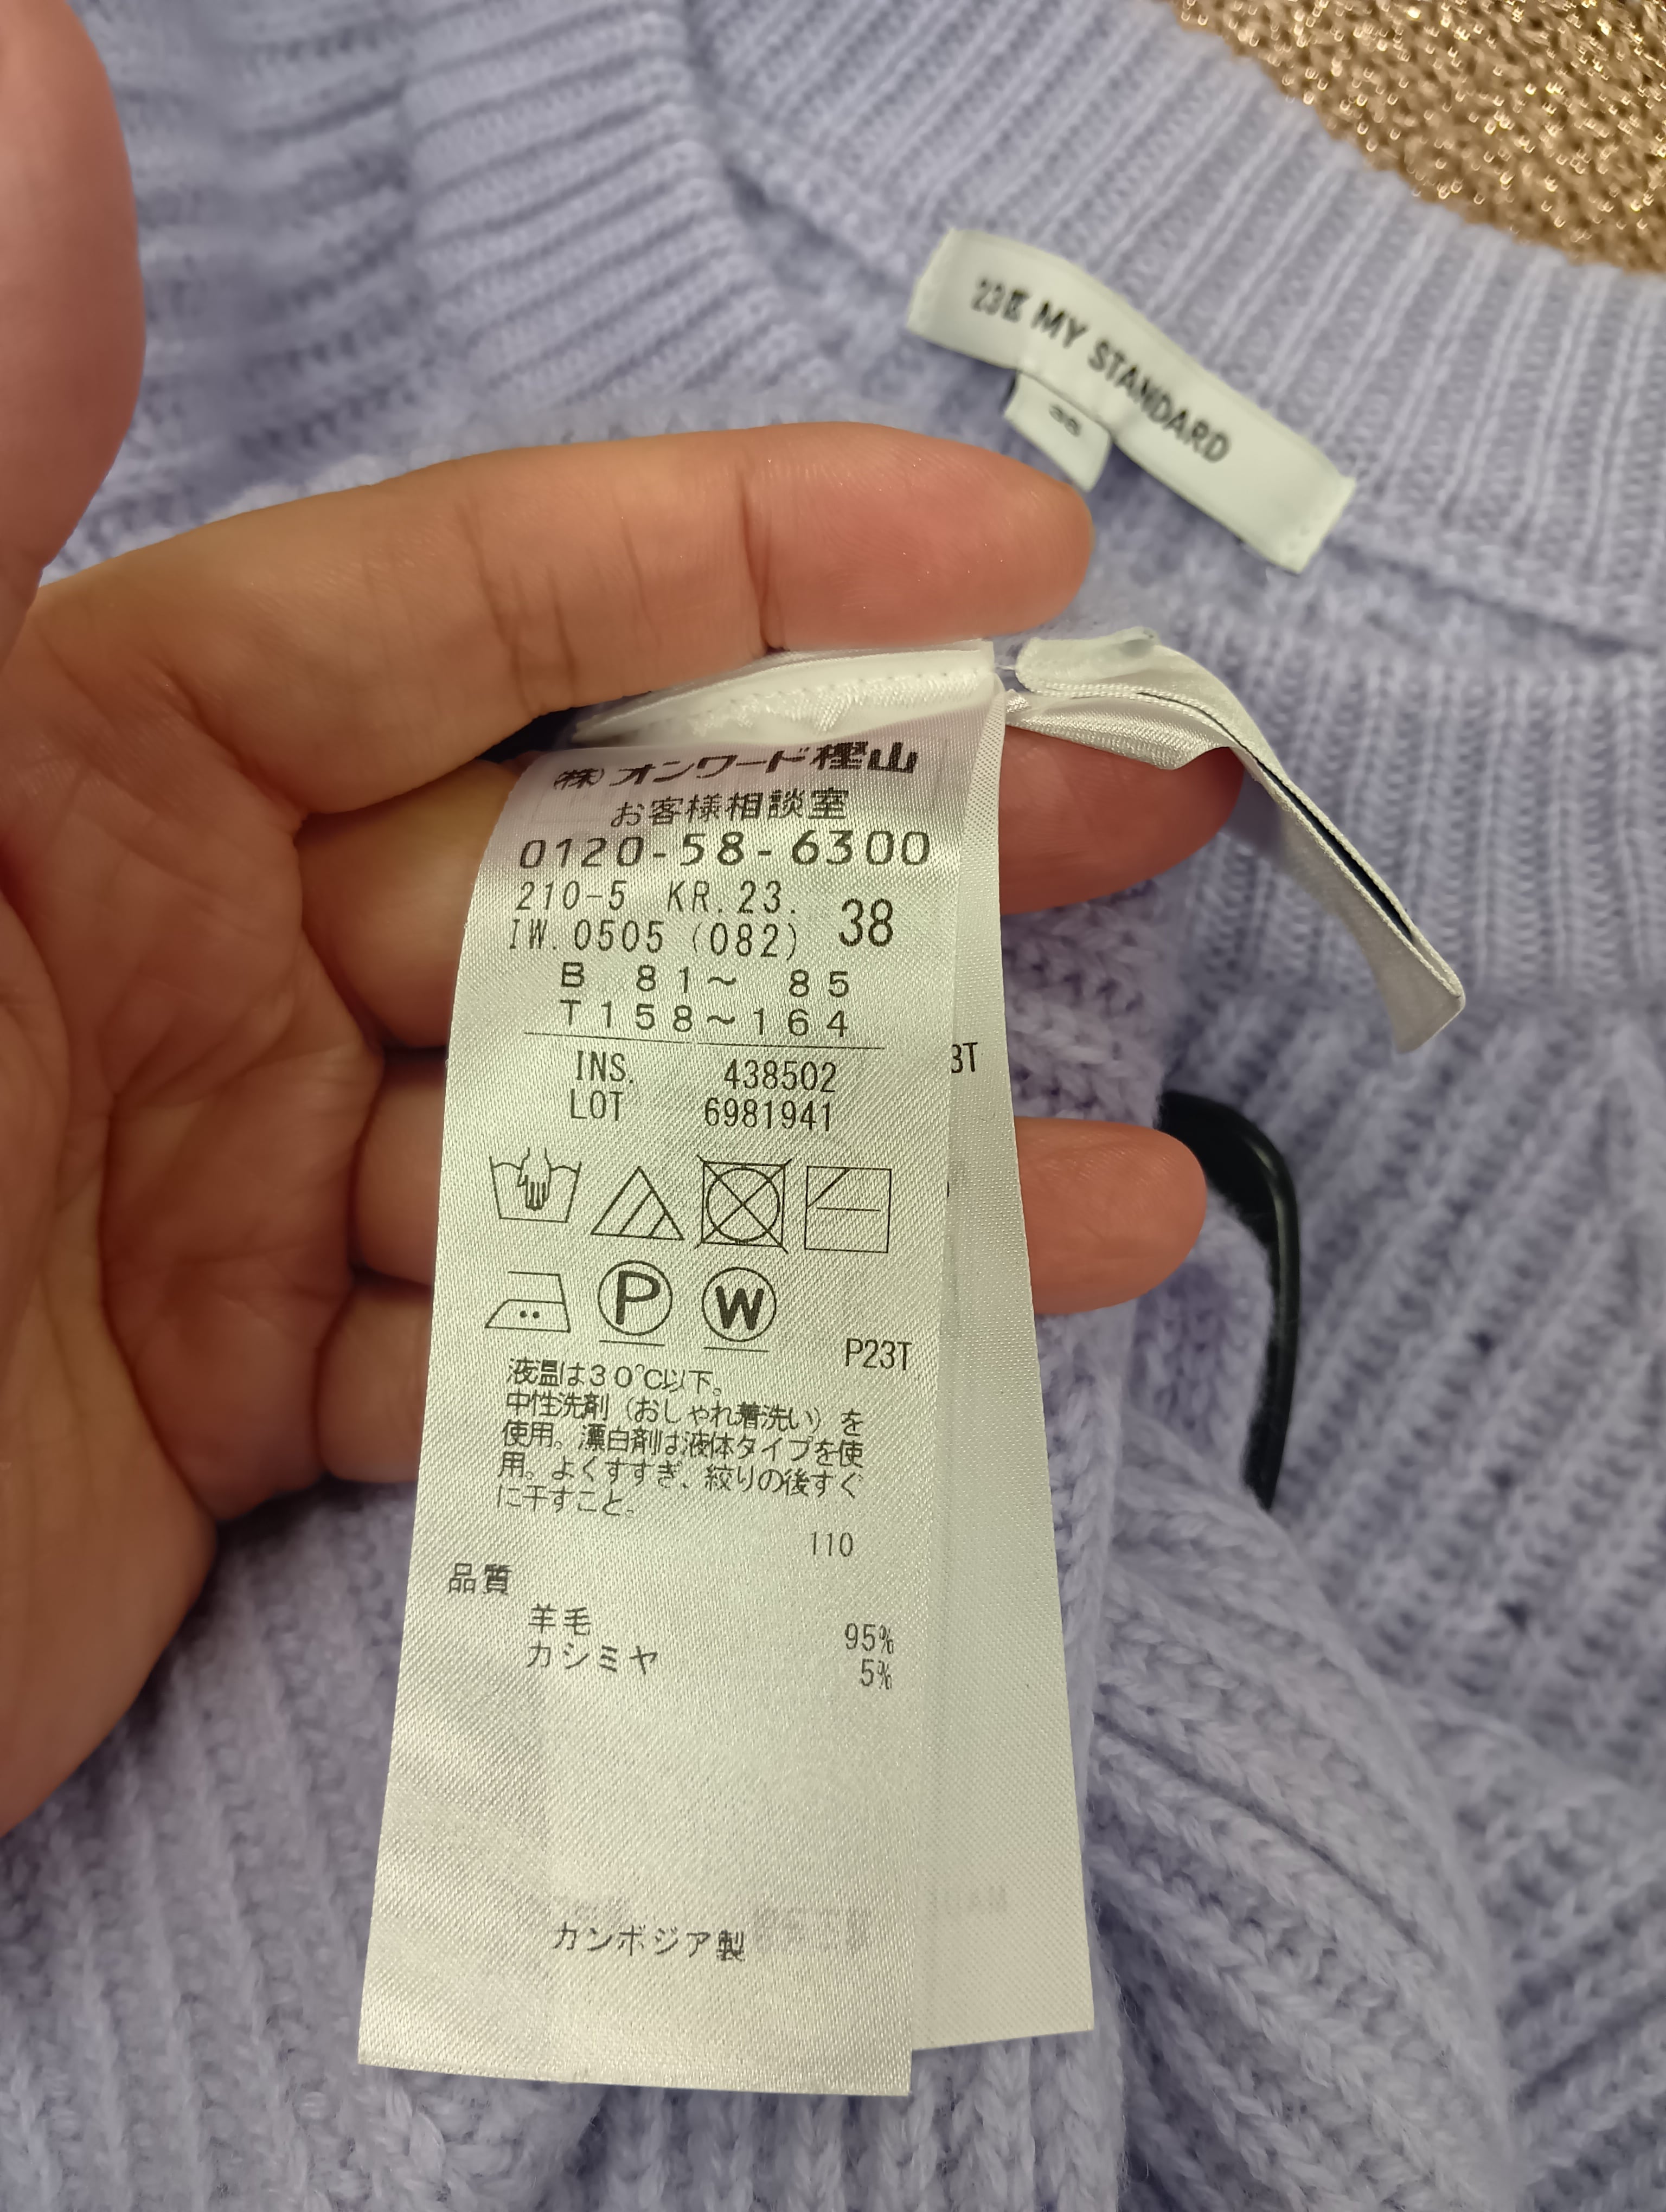 23区 MY STANDARD
38
㈱オンワード樫山
お客様相談室
0120-58-6300
210-5 KR.23.
IW.0505 (082) 38
B 81～ 85
T158～164
INS. 438502
LOT 6981941
P
W
P23T
液温は30℃以下。
中性洗剤（おしゃれ着洗い）を
使用。漂白剤は液体タイプを使
用。よくすすぎ、絞りの後すぐ
に干すこと。
110
品質
羊毛 95%
カシミヤ 5%
カンボジア製
3T